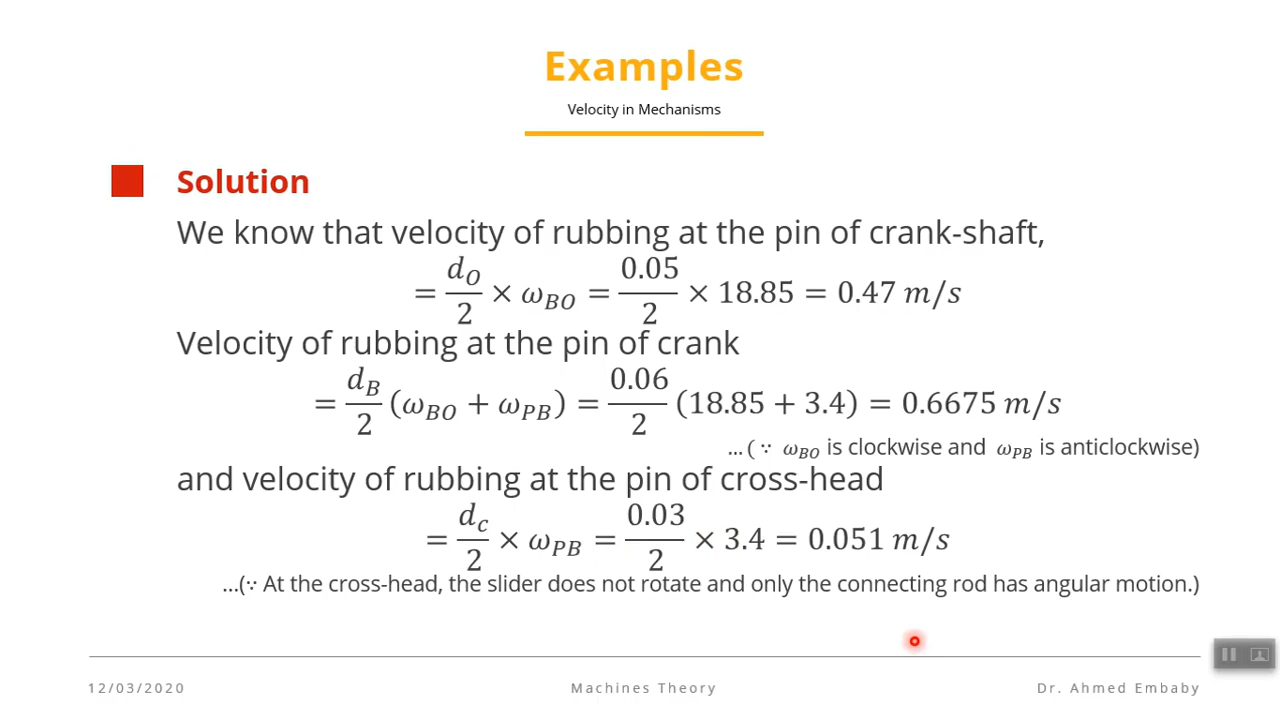 Examples
Velocity in Mechanisms
Solution
We know that velocity of rubbing at the pin of crank-shaft,
= d_O/2 × ω_BO = 0.05/2 × 18.85 = 0.47 m/s
Velocity of rubbing at the pin of crank
= d_B/2 (ω_BO + ω_PB) = 0.06/2 (18.85 + 3.4) = 0.6675 m/s
... ( ∵ ω_BO is clockwise and ω_PB is anticlockwise)
and velocity of rubbing at the pin of cross-head
= d_c/2 × ω_PB = 0.03/2 × 3.4 = 0.051 m/s
...(∵ At the cross-head, the slider does not rotate and only the connecting rod has angular motion.)
12/03/2020 Machines Theory Dr. Ahmed Embaby